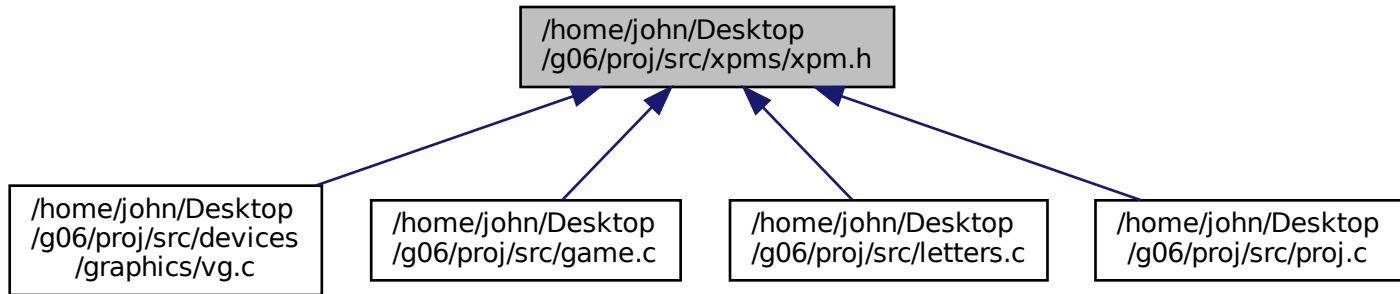 /home/john/Desktop
/g06/proj/src/xpms/xpm.h
/home/john/Desktop
/g06/proj/src/devices
/graphics/vg.c
/home/john/Desktop
/g06/proj/src/game.c
/home/john/Desktop
/g06/proj/src/letters.c
/home/john/Desktop
/g06/proj/src/proj.c